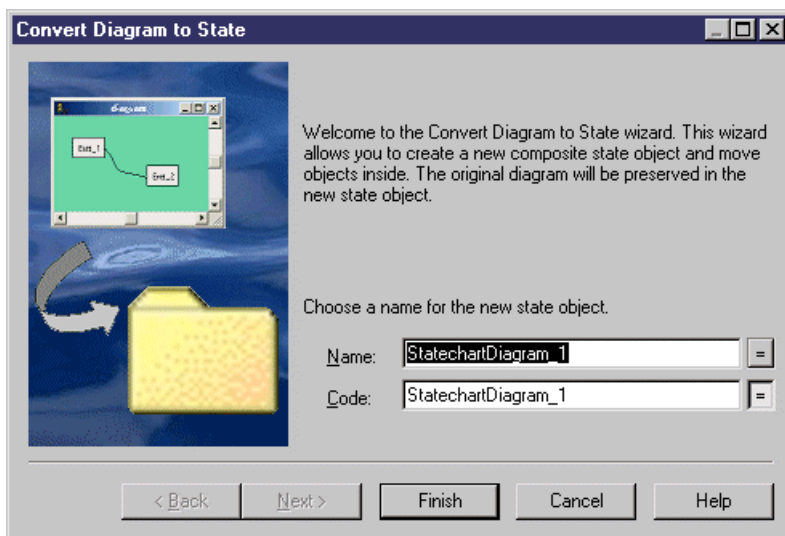 Convert Diagram to State
diagram
Welcome to the Convert Diagram to State wizard. This wizard
allows you to create a new composite state object and move
objects inside. The original diagram will be preserved in the
new state object.
Choose a name for the new state object.
Name: StatechartDiagram_1 =
Code: StatechartDiagram_1 =
< Back Next > Finish Cancel Help